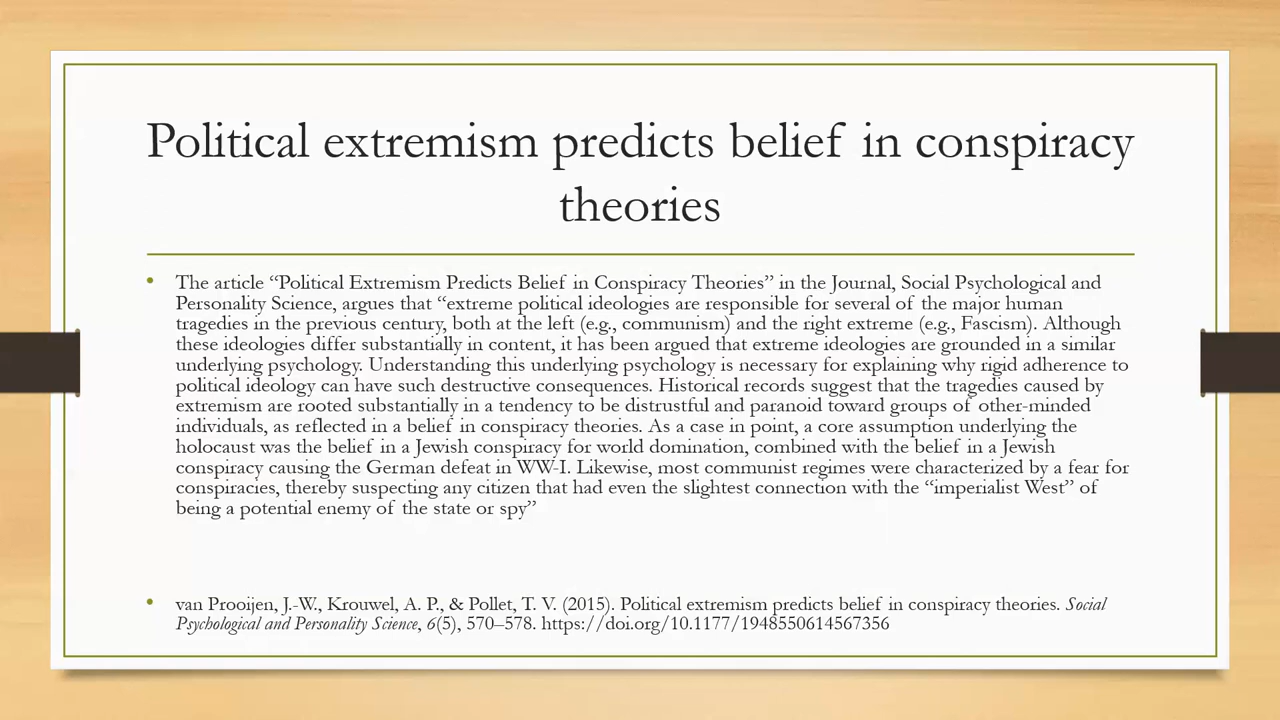 Political extremism predicts belief in conspiracy
theories
• The article “Political Extremism Predicts Belief in Conspiracy Theories” in the Journal, Social Psychological and
Personality Science, argues that “extreme political ideologies are responsible for several of the major human
tragedies in the previous century, both at the left (e.g., communism) and the right extreme (e.g., Fascism). Although
these ideologies differ substantially in content, it has been argued that extreme ideologies are grounded in a similar
underlying psychology. Understanding this underlying psychology is necessary for explaining why rigid adherence to
political ideology can have such destructive consequences. Historical records suggest that the tragedies caused by
extremism are rooted substantially in a tendency to be distrustful and paranoid toward groups of other-minded
individuals, as reflected in a belief in conspiracy theories. As a case in point, a core assumption underlying the
holocaust was the belief in a Jewish conspiracy for world domination, combined with the belief in a Jewish
conspiracy causing the German defeat in WW-I. Likewise, most communist regimes were characterized by a fear for
conspiracies, thereby suspecting any citizen that had even the slightest connection with the “imperialist West” of
being a potential enemy of the state or spy”
• van Prooijen, J.-W., Krouwel, A. P., & Pollet, T. V. (2015). Political extremism predicts belief in conspiracy theories. Social
Psychological and Personality Science, 6(5), 570–578. https://doi.org/10.1177/1948550614567356